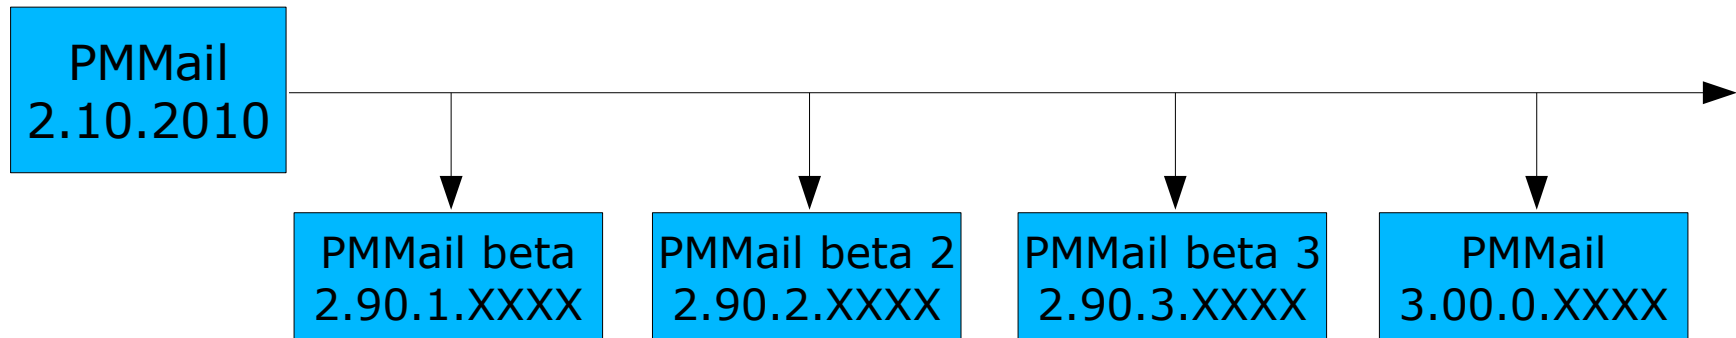 PMMail
2.10.2010
PMMail beta
2.90.1.XXXX
PMMail beta 2
2.90.2.XXXX
PMMail beta 3
2.90.3.XXXX
PMMail
3.00.0.XXXX